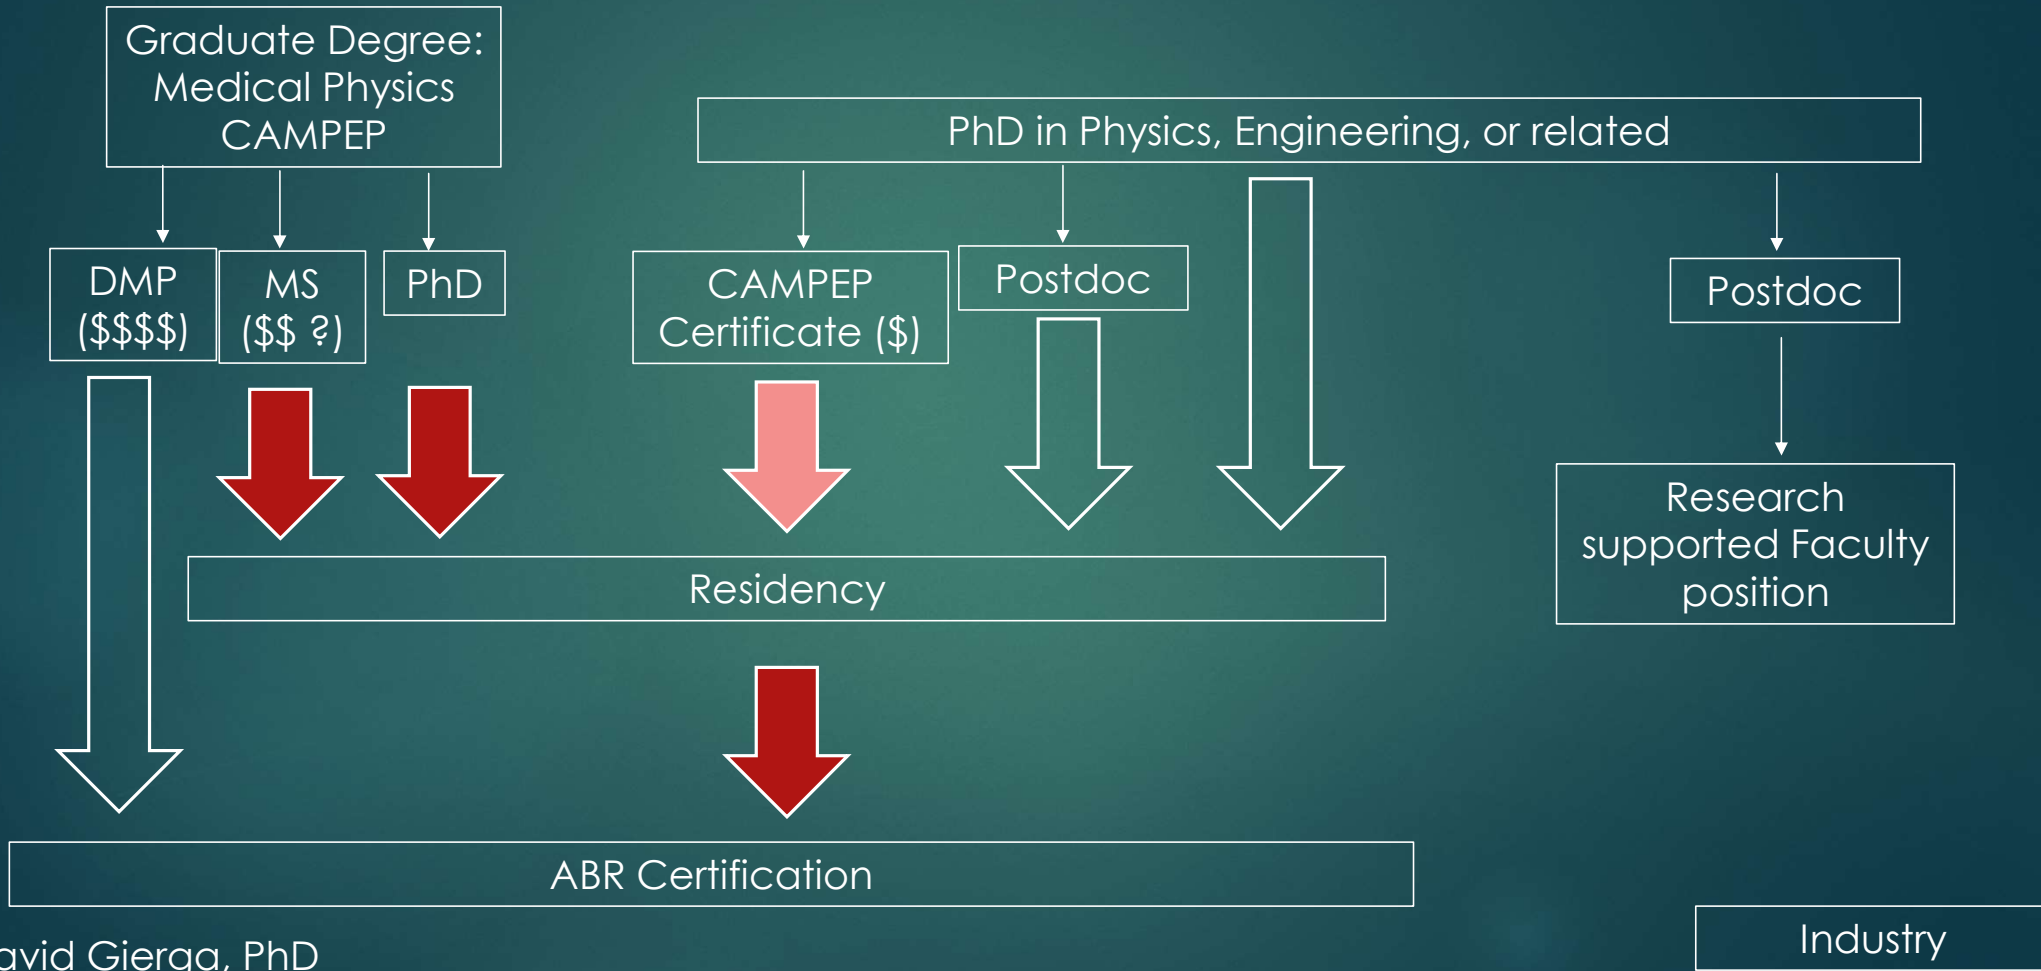 Graduate Degree:
Medical Physics
CAMPEP
PhD in Physics, Engineering, or related
DMP
($$$$)
MS
($$ ?)
PhD
CAMPEP
Certificate ($)
Postdoc
Postdoc
Research
supported Faculty
position
Residency
ABR Certification
Industry
avid Gierga, PhD